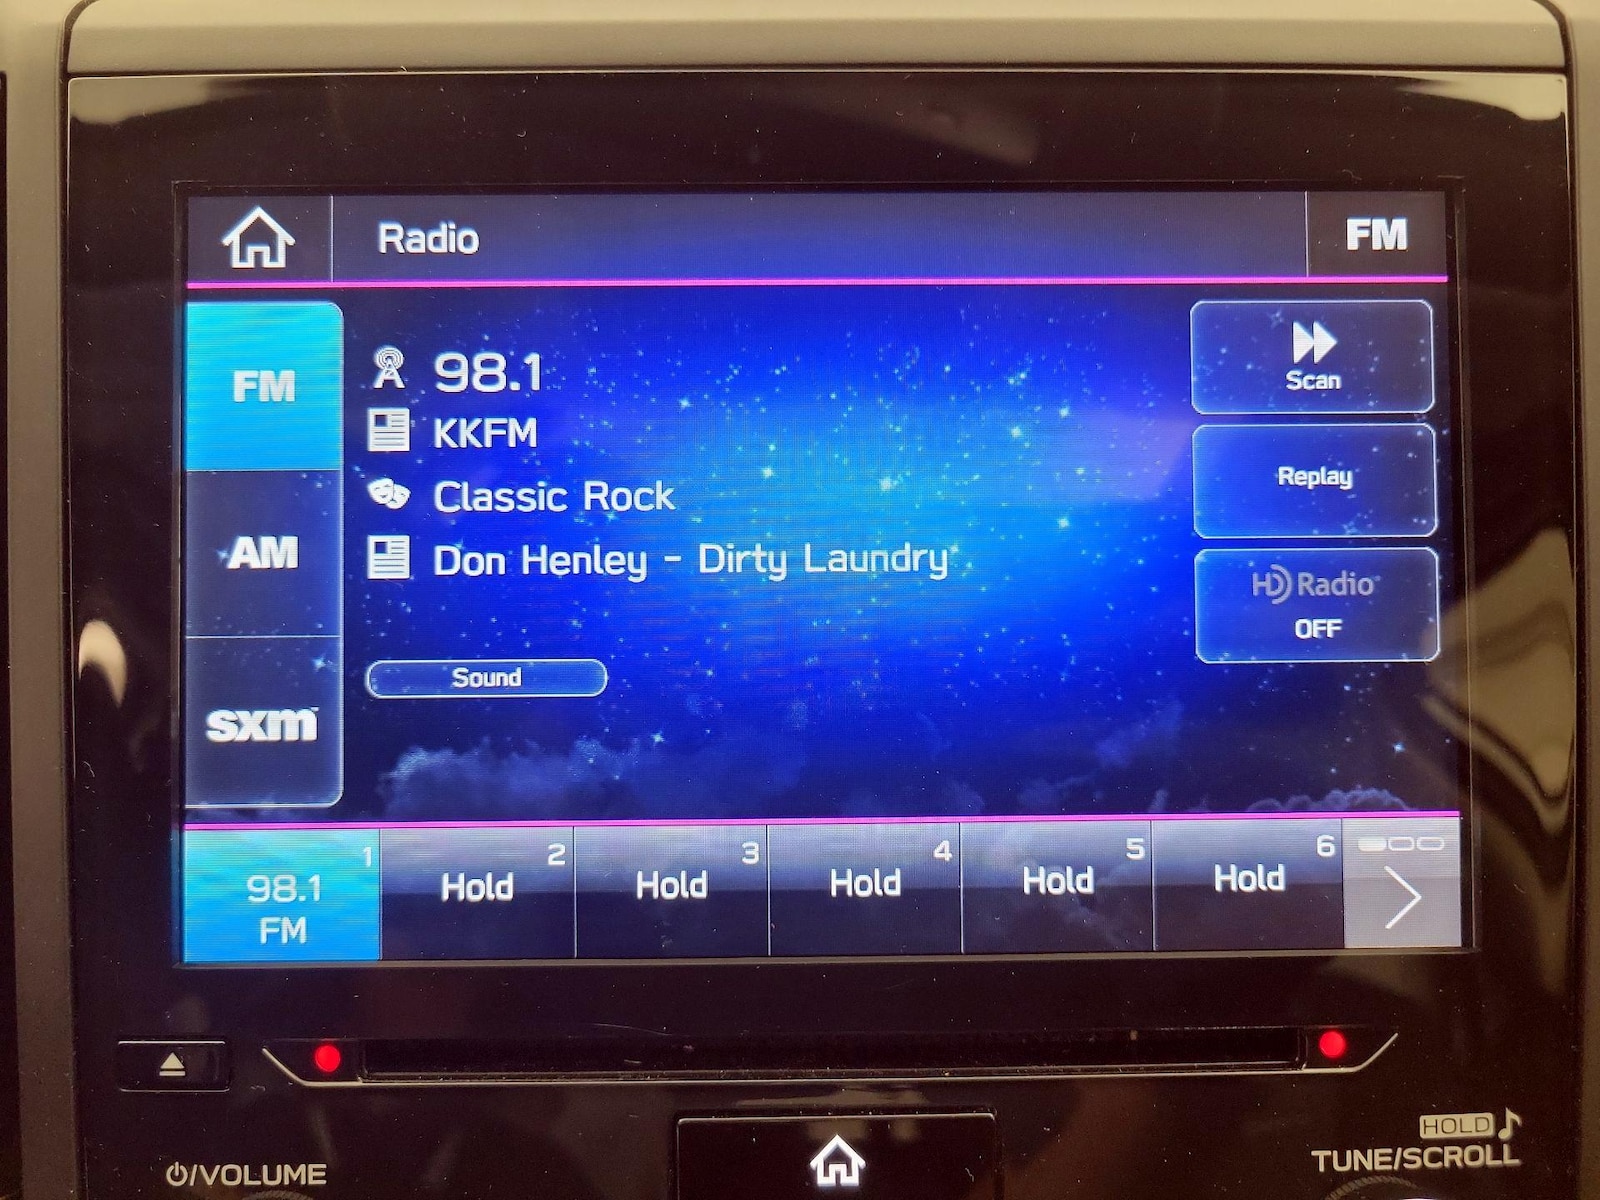 Radio
FM
FM
AM
sxm
98.1
KKFM
Classic Rock
Don Henley - Dirty Laundry
Sound
Scan
Replay
HD Radio
OFF
1
98.1
FM
2
Hold
3
Hold
4
Hold
5
Hold
6
Hold
/VOLUME
HOLD
TUNE/SCROLL